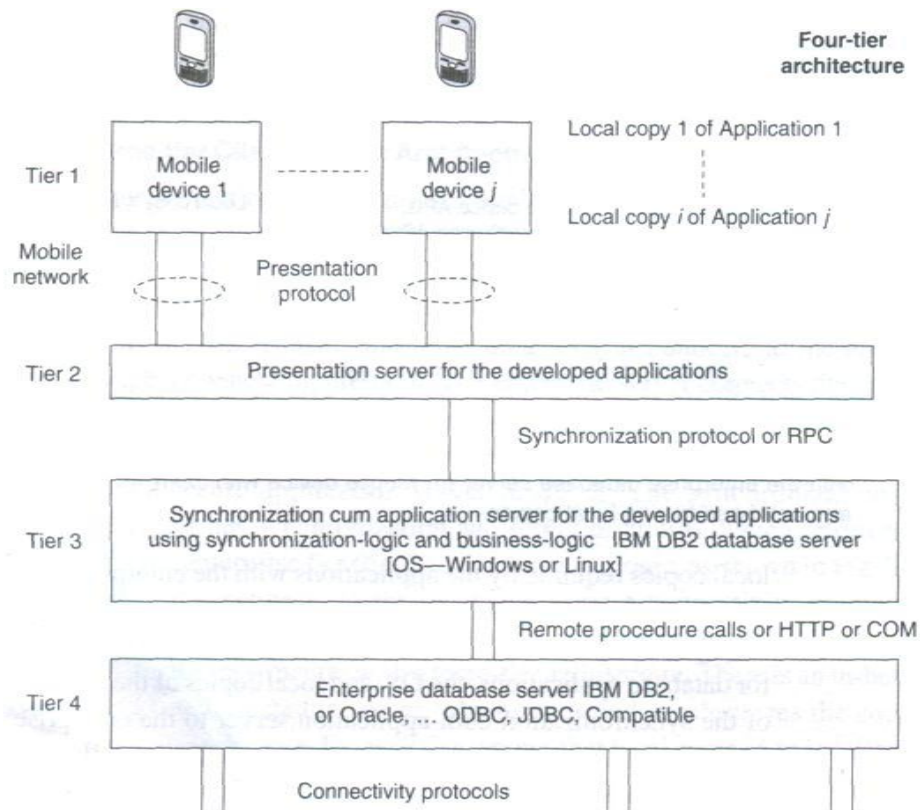 Four-tier
architecture
Local copy 1 of Application 1
Tier 1
Mobile
device 1
Mobile
device j
Local copy i of Application j
Mobile
network
Presentation
protocol
Tier 2
Presentation server for the developed applications
Synchronization protocol or RPC
Tier 3
Synchronization cum application server for the developed applications
using synchronization-logic and business-logic IBM DB2 database server
[OS—Windows or Linux]
Remote procedure calls or HTTP or COM
Tier 4
Enterprise database server IBM DB2,
or Oracle, ... ODBC, JDBC Compatible
Connectivity protocols